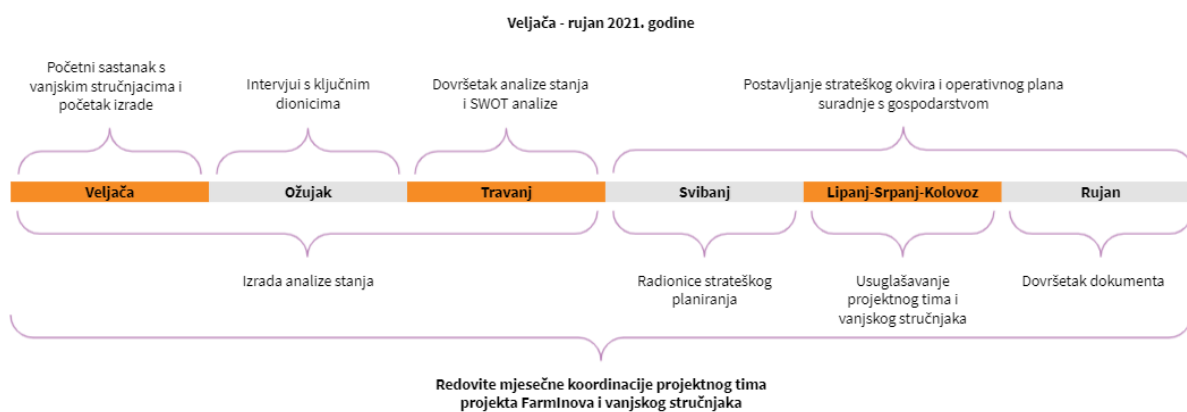 Veljača - rujan 2021. godine
Početni sastanak s
vanjskim stručnjacima i
početak izrade
Intervjui s ključnim
dionicima
Dovršetak analize stanja
i SWOT analize
Postavljanje strateškog okvira i operativnog plana
suradnje s gospodarstvom
Veljača
Ožujak
Travanj
Svibanj
Lipanj-Srpanj-Kolovoz
Rujan
Izrada analize stanja
Radionice strateškog
planiranja
Usuglašavanje
projektnog tima i
vanjskog stručnjaka
Dovršetak dokumenta
Redovite mjesečne koordinacije projektnog tima
projekta FarmInova i vanjskog stručnjaka